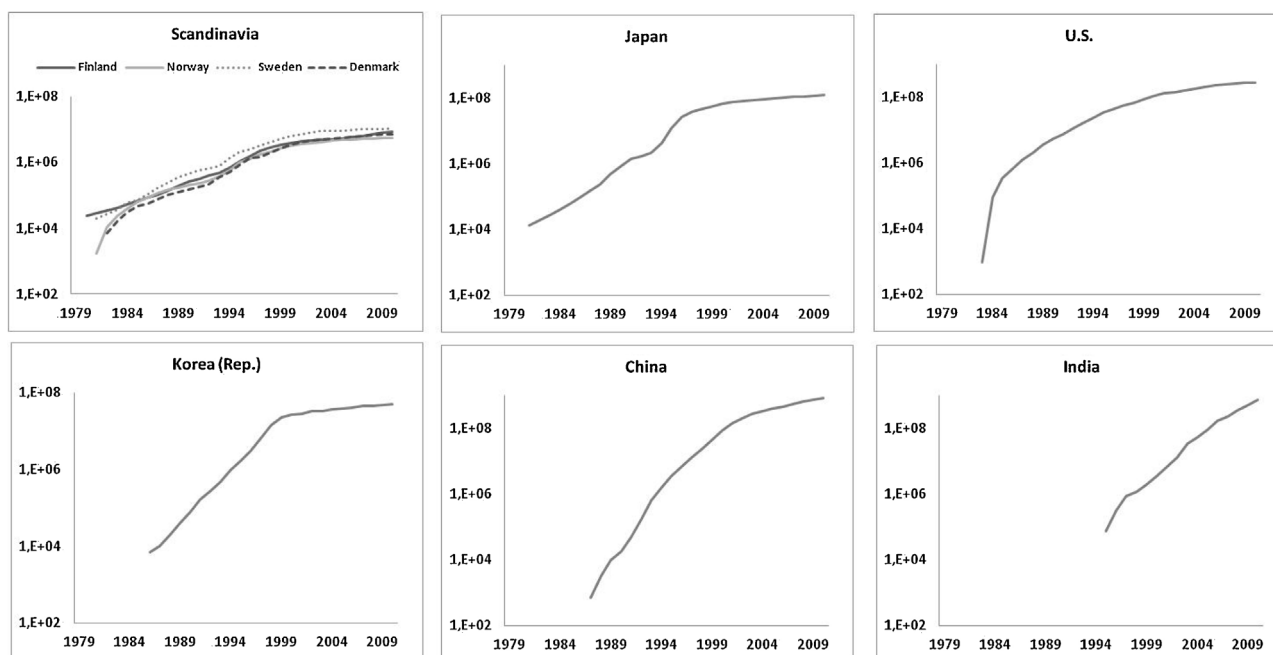 Scandinavia
Finland Norway Sweden Denmark
1,E+08
1,E+06
1,E+04
1,E+02
.1979 1984 1989 1994 1999 2004 2009
Japan
1,E+08
1,E+06
1,E+04
1,E+02
1979 .1984 1989 1994 1999 . 2004 2009
U.S.
1,E+08
1,E+06
1,E+04
1,E+02
1979 1984 1989 1994 1999 2004 2009
Korea (Rep.)
1,E+08
1,E+06
1,E+04
1,E+02
1979 1984 1989 1994 1999 2004 2009
China
1,E+08
1,E+06
1,E+04
1,E+02
1979 1984 1989 1994 1999 2004 2009
India
1,E+08
1,E+06
1,E+04
1,E+02
1979 1984 1989 1994 1999 2004 2009